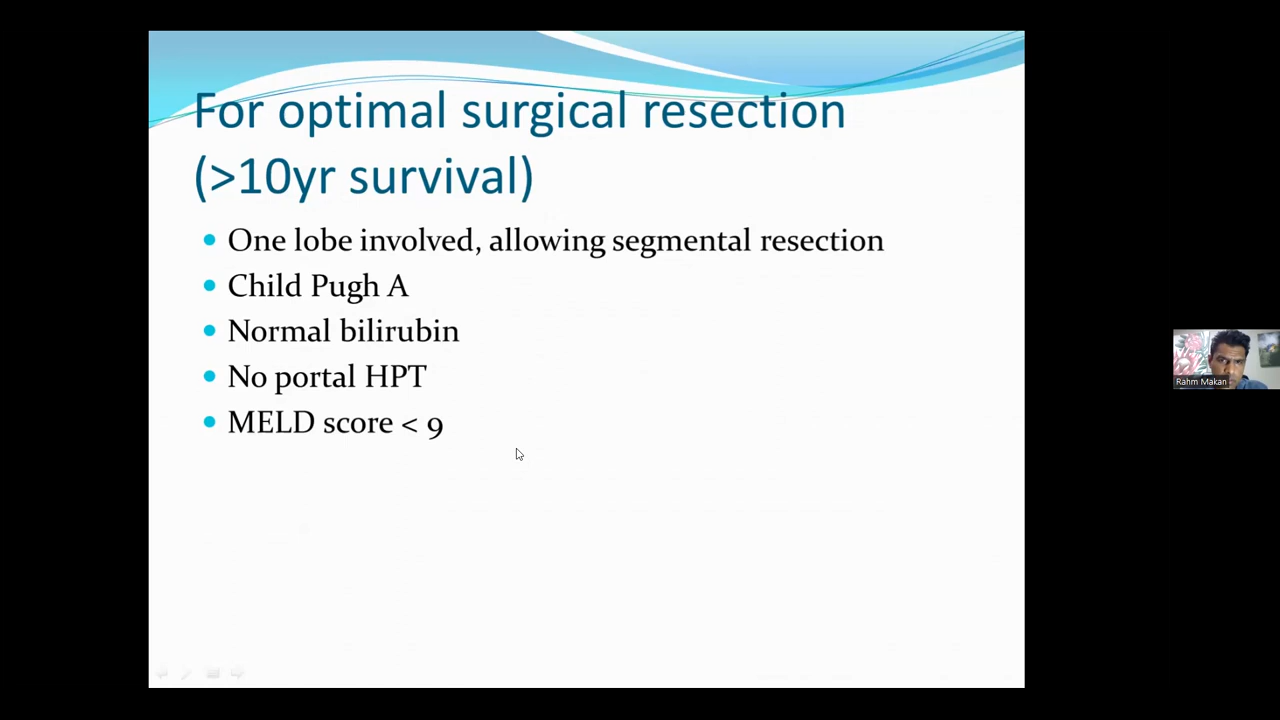 For optimal surgical resection
(>10yr survival)
One lobe involved, allowing segmental resection
Child Pugh A
Normal bilirubin
No portal HPT
MELD score < 9
Rahm Makan